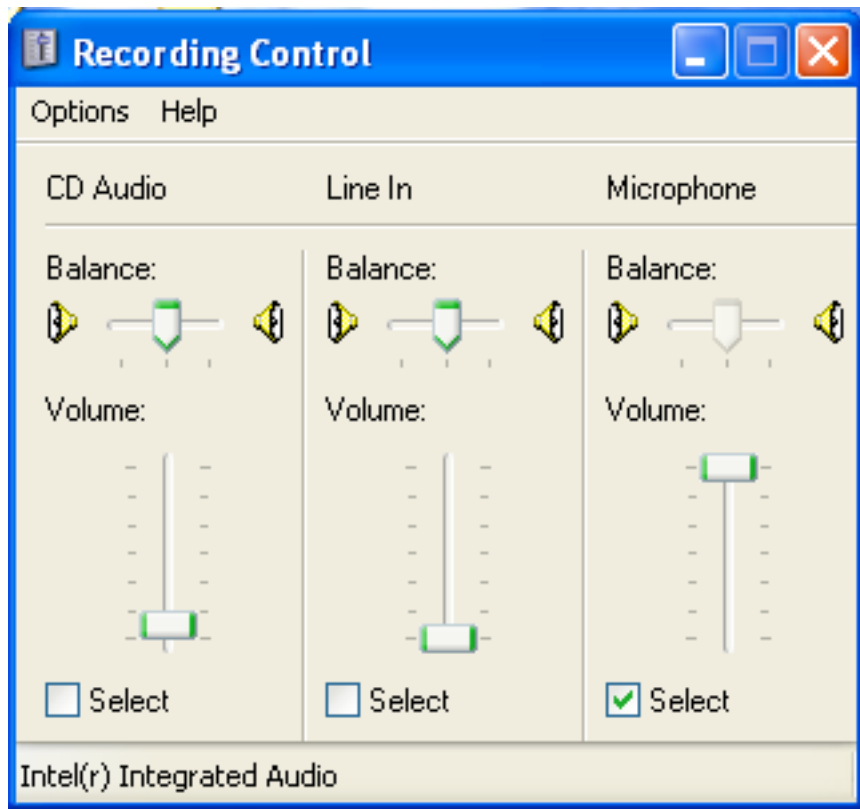 Recording Control
Options Help
CD Audio Line In Microphone
Balance: Balance: Balance:
Volume: Volume: Volume:
Select Select Select
Intel(r) Integrated Audio